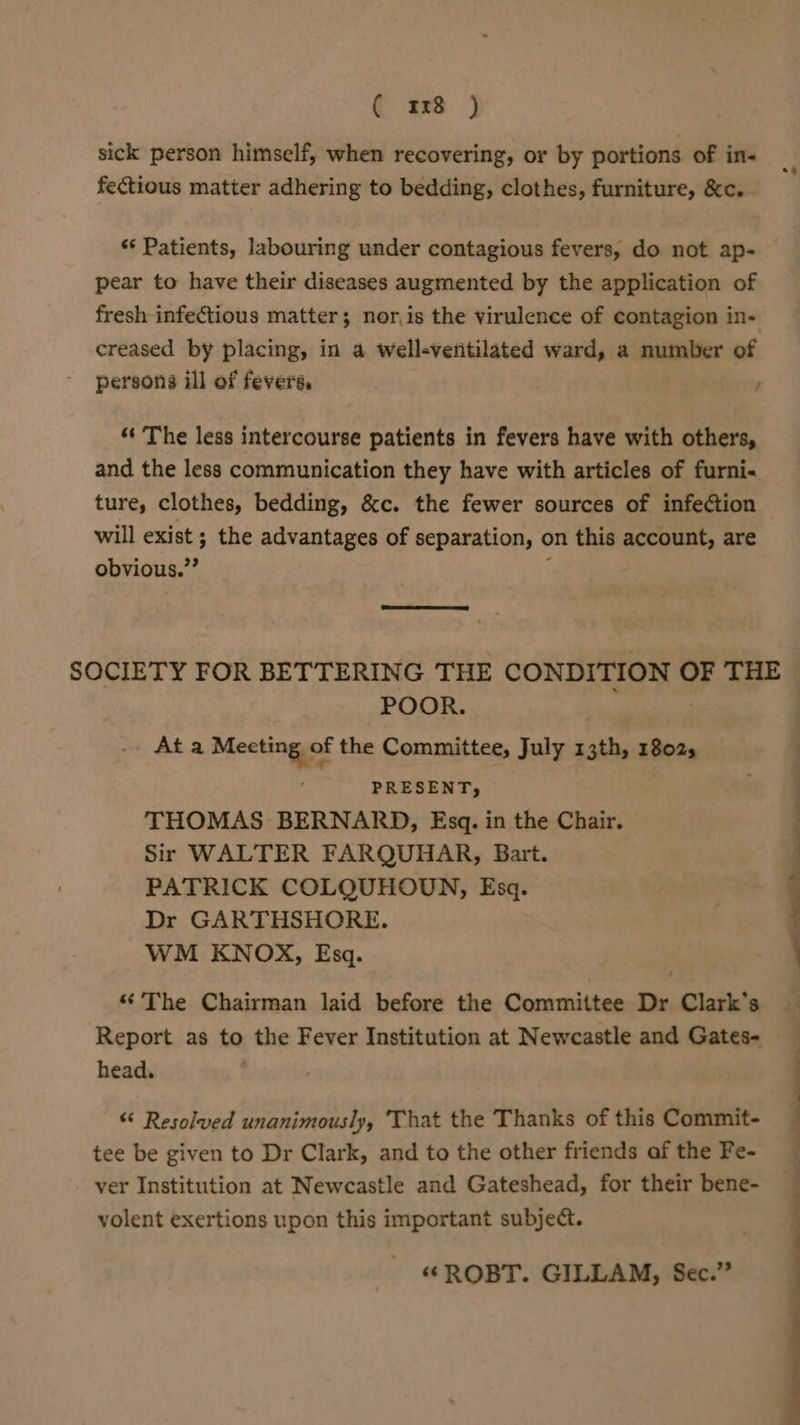 ( 118 )
sick person himself, when recovering, or by portions of in-
fectious matter adhering to bedding, clothes, furniture, &c.
“ Patients, labouring under contagious fevers, do not ap-
pear to have their diseases augmented by the application of
fresh infectious matter; nor is the virulence of contagion in-
creased by placing, in a well-ventilated ward, a number of
persons ill of fevers.
“ The less intercourse patients in fevers have with others,
and the less communication they have with articles of furni-
ture, clothes, bedding, &c. the fewer sources of infection
will exist; the advantages of separation, on this account, are
obvious.”
SOCIETY FOR BETTERING THE CONDITION OF THE
POOR.
At a Meeting of the Committee, July 13th, 1802,
PRESENT,
THOMAS BERNARD, Esq. in the Chair.
Sir WALTER FARQUHAR, Bart.
PATRICK COLQUHOUN, Esq.
Dr GARTHSHORE.
WM KNOX, Esq.
“ The Chairman laid before the Committee Dr Clark's
Report as to the Fever Institution at Newcastle and Gates-
head.
“ Resolved unanimously, That the Thanks of this Commit-
tee be given to Dr Clark, and to the other friends of the Fe-
ver Institution at Newcastle and Gateshead, for their bene-
volent exertions upon this important subject.
“ ROBT. GILLAM, Sec.”